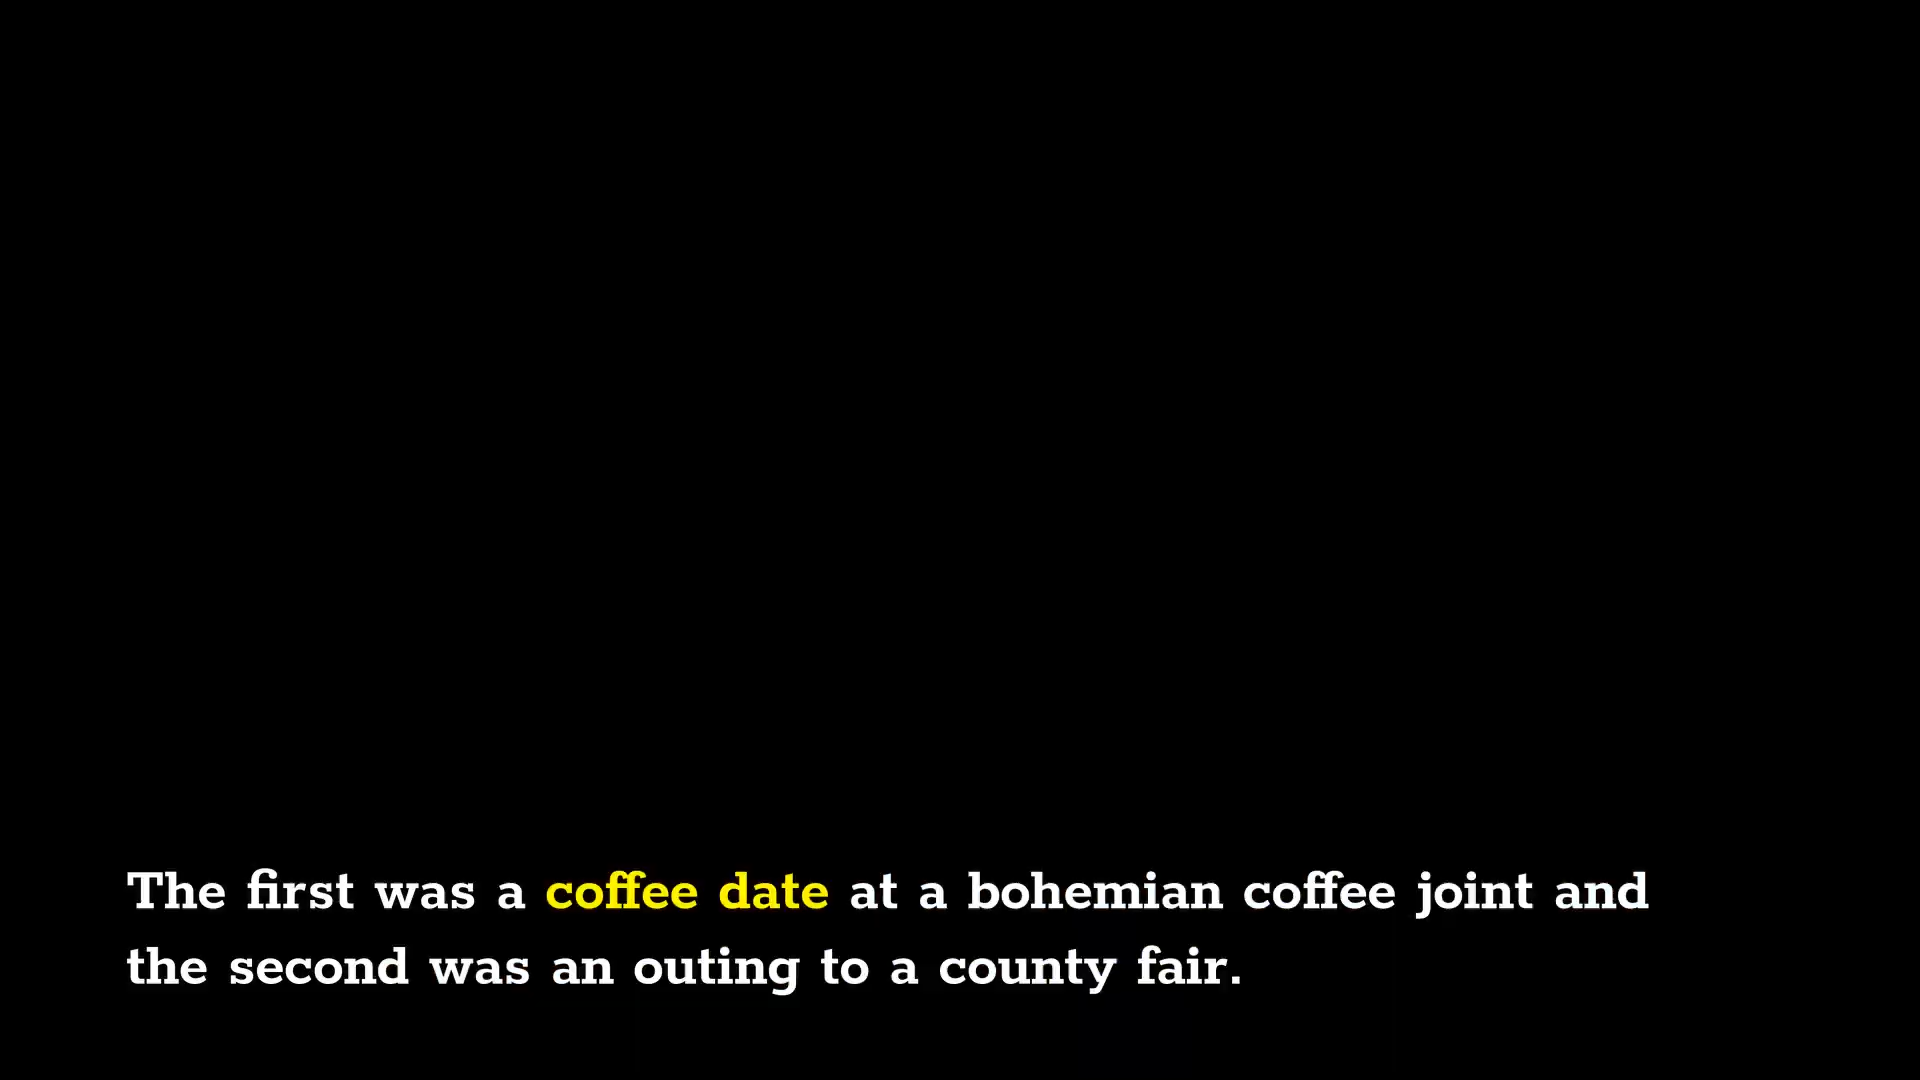 The first was a coffee date at a bohemian coffee joint and
the second was an outing to a county fair.